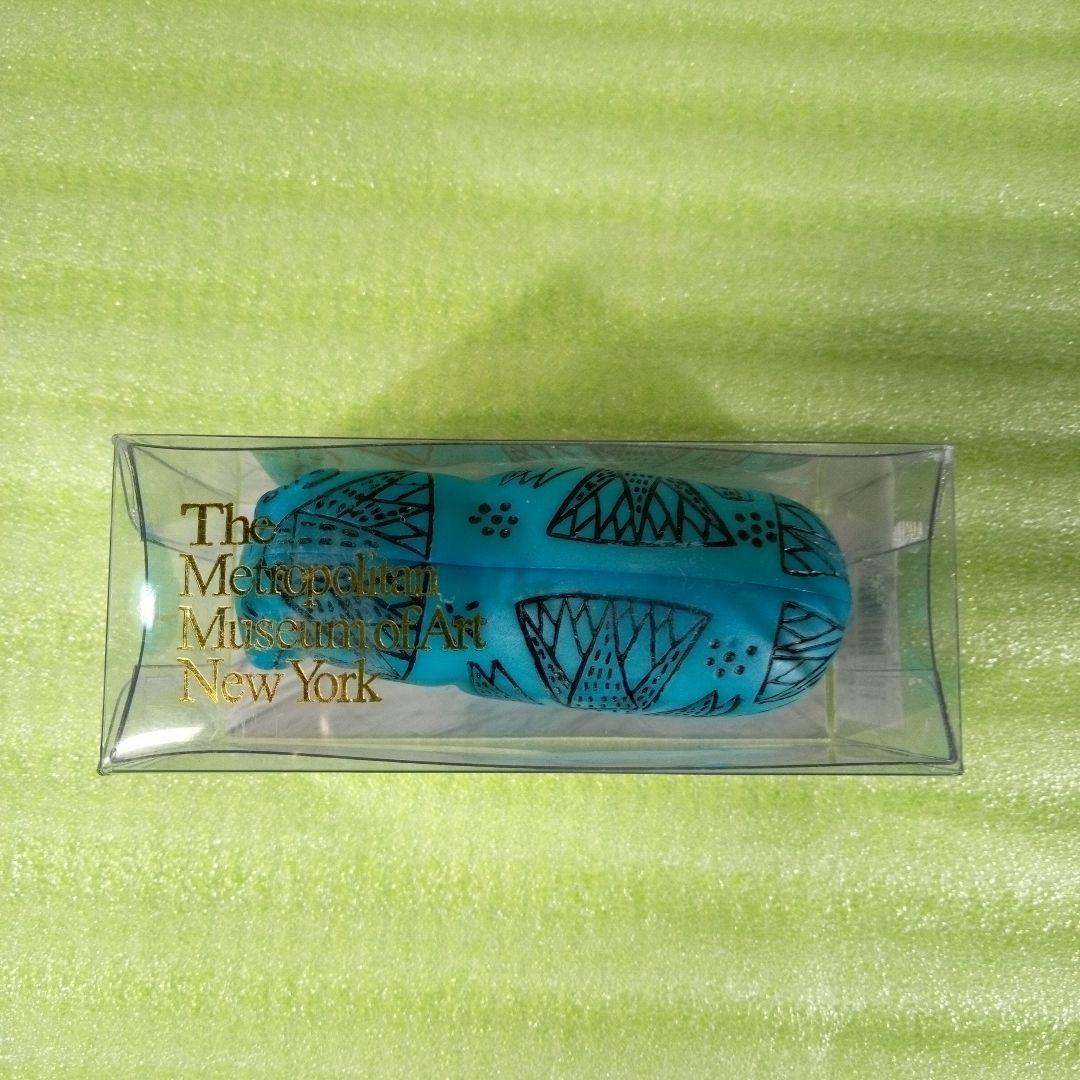 The
Metropolitan
Museum of Art
New York